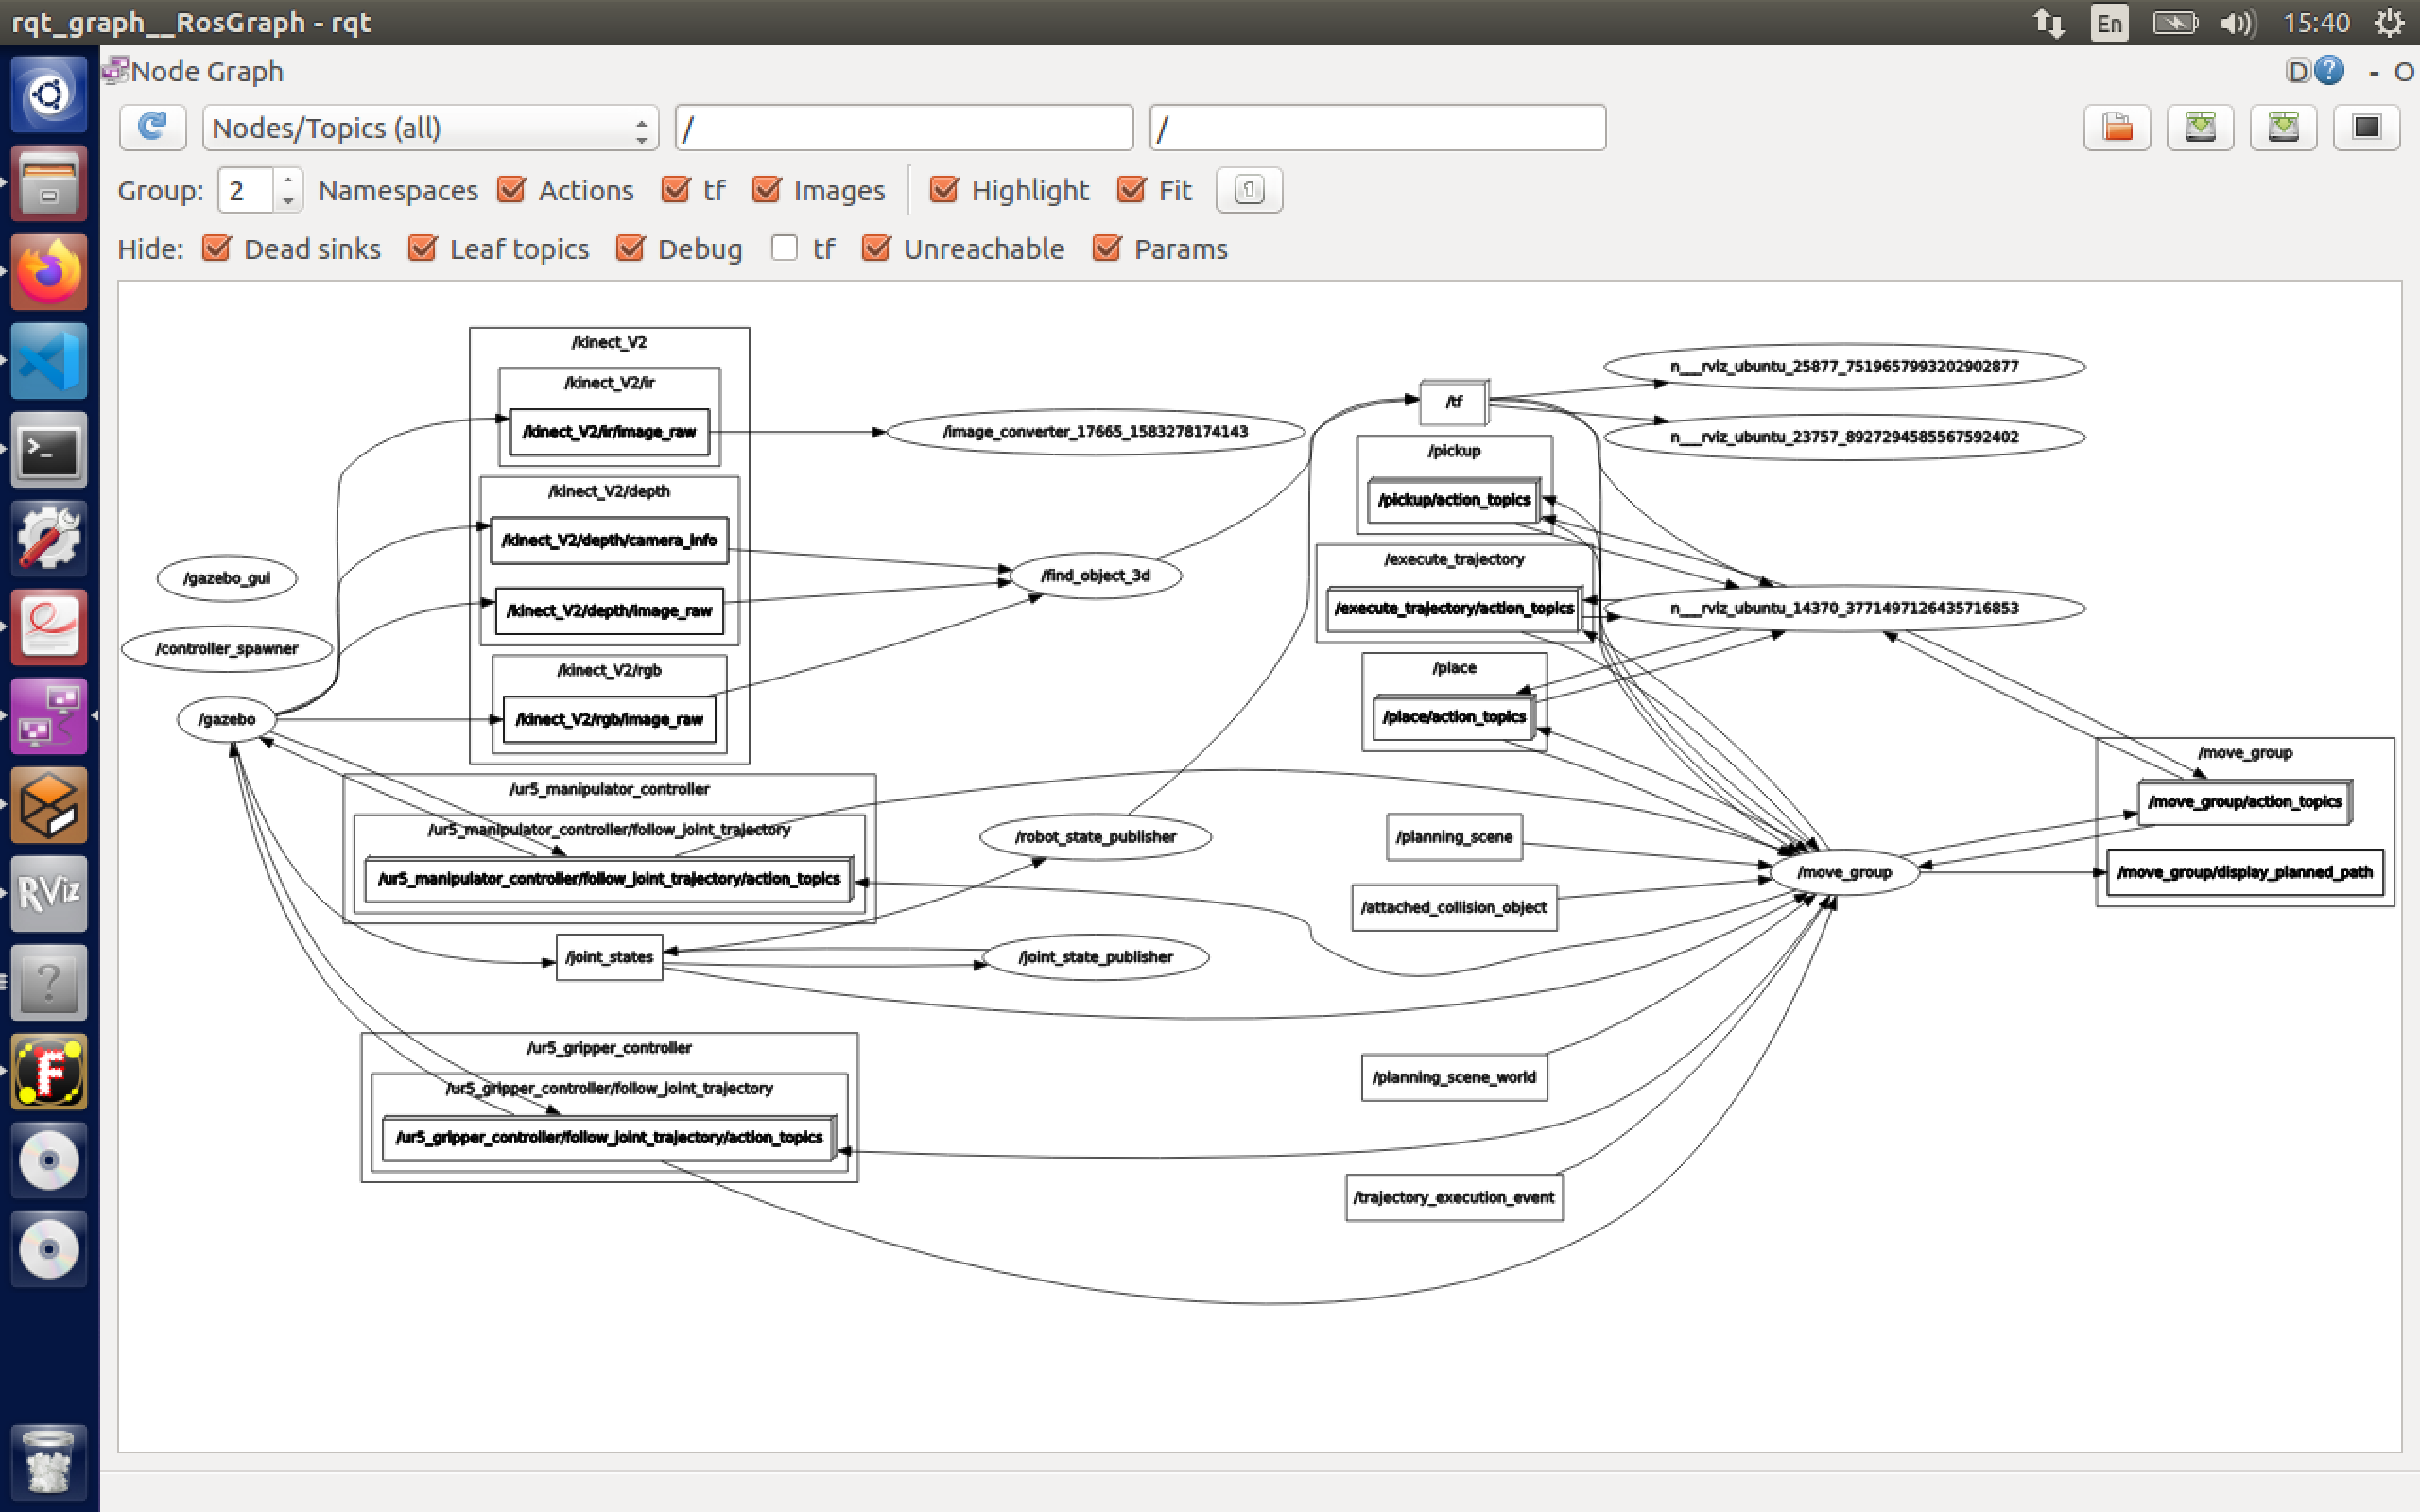 rqt_graph__RosGraph - rqt
En
15:40
Node Graph
D ? - O
Nodes/Topics (all)
/
/
Group: 2 Namespaces Actions tf Images Highlight Fit
Hide: Dead sinks Leaf topics Debug tf Unreachable Params
/kinect_V2
/kinect_V2/ir
/kinect_V2/ir/image_raw
/kinect_V2/depth
/kinect_V2/depth/camera_info
/kinect_V2/depth/image_raw
/kinect_V2/rgb
/kinect_V2/rgb/image_raw
/gazebo_gui
/controller_spawner
/gazebo
/image_converter_17665_1583278174143
/find_object_3d
/tf
n___rviz_ubuntu_25877_7519657993202902877
n___rviz_ubuntu_23757_8927294585567592402
/pickup
/pickup/action_topics
/execute_trajectory
/execute_trajectory/action_topics
n___rviz_ubuntu_14370_3771497126435716853
/place
/place/action_topics
/move_group
/move_group/action_topics
/move_group/display_planned_path
/ur5_manipulator_controller
/ur5_manipulator_controller/follow_joint_trajectory
/ur5_manipulator_controller/follow_joint_trajectory/action_topics
/robot_state_publisher
/planning_scene
/move_group
/attached_collision_object
/joint_states
/joint_state_publisher
/ur5_gripper_controller
/ur5_gripper_controller/follow_joint_trajectory
/ur5_gripper_controller/follow_joint_trajectory/action_topics
/planning_scene_world
/trajectory_execution_event
RViz
?
F